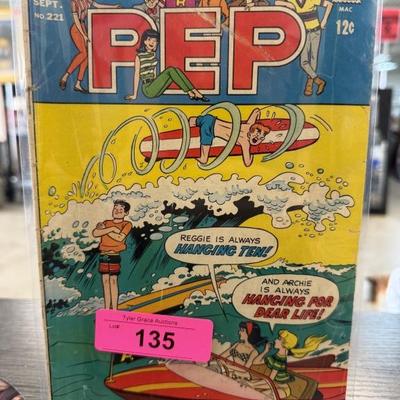 SEPT.
NO.221
MAC
12¢
PEP
REGGIE IS ALWAYS
HANGING TEN!
AND ARCHIE
IS ALWAYS
HANGING FOR
DEAR LIFE!
Tyler Grace Auctions
Lot#
135